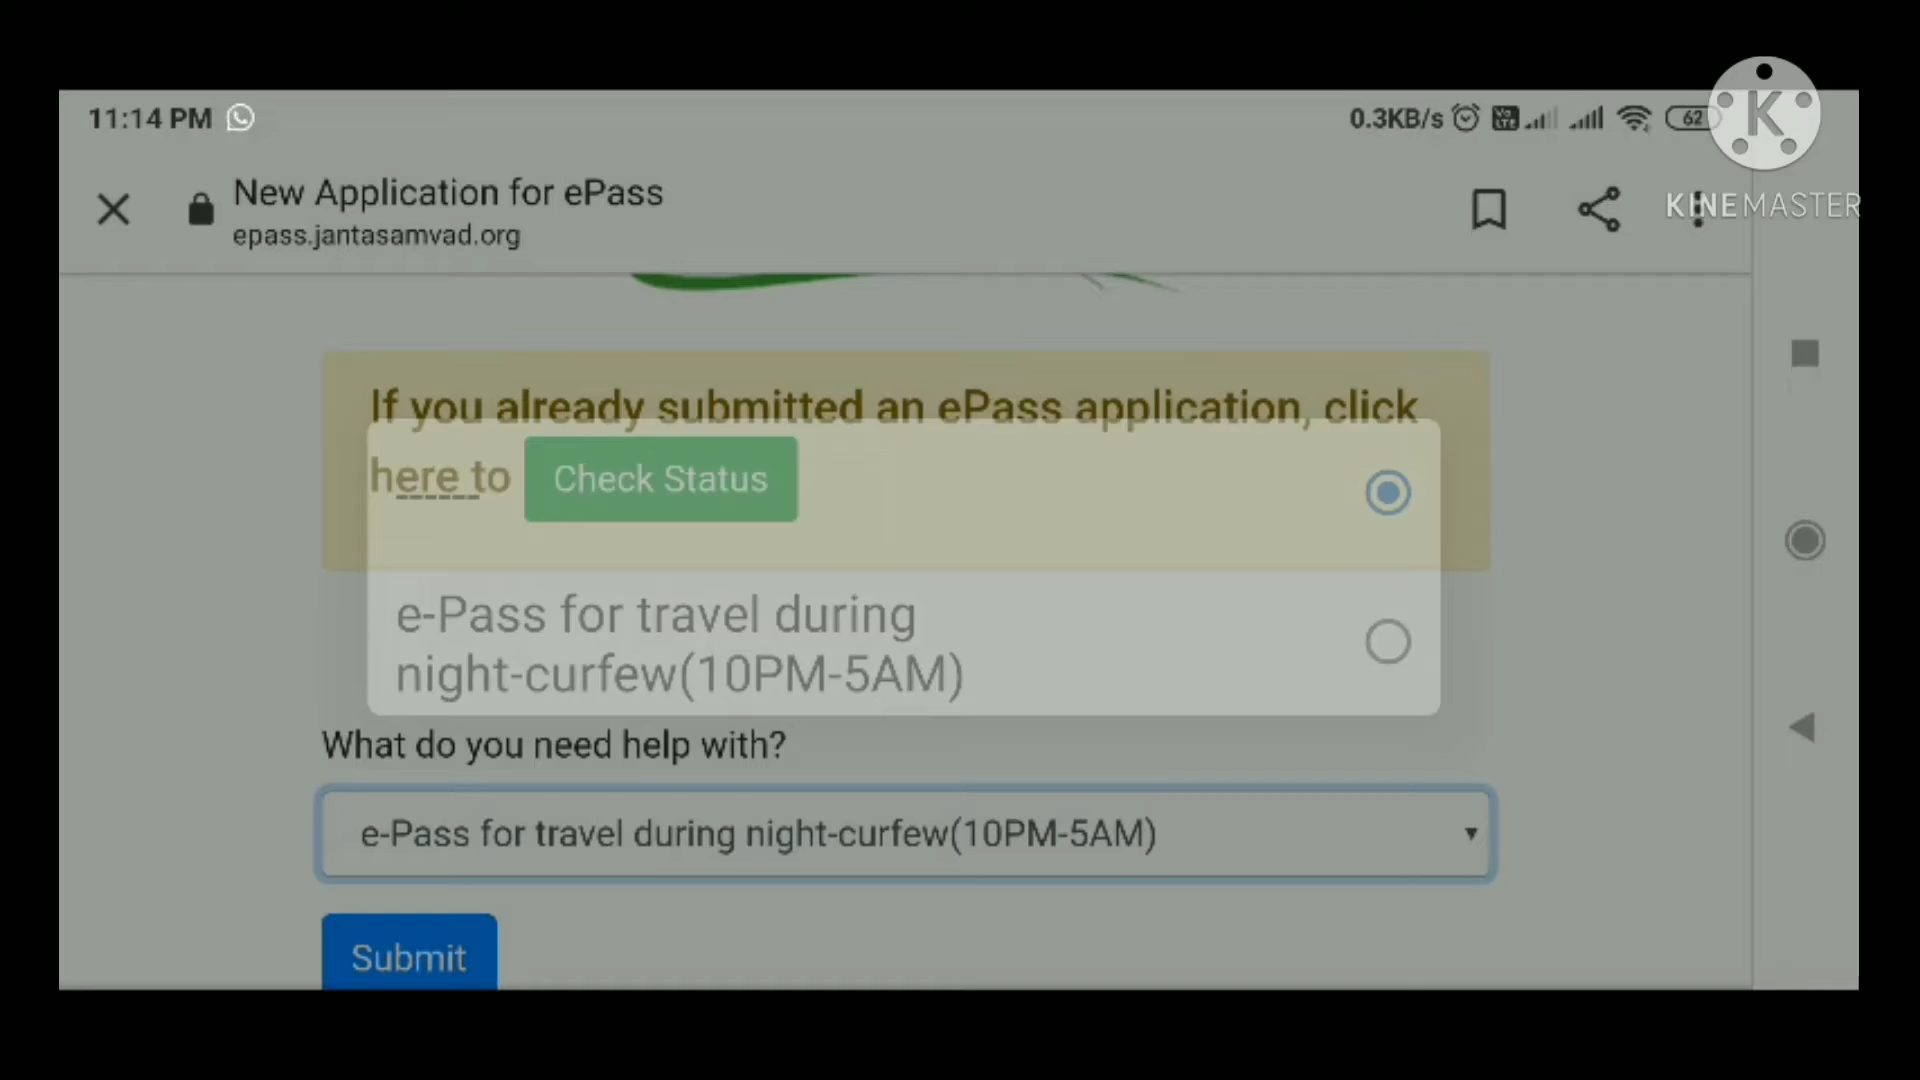 11:14 PM
0.3KB/s
Vo
LTE
62
K
KINEMASTER
New Application for ePass
epass.jantasamvad.org
If you already submitted an ePass application, click
here to Check Status
e-Pass for travel during
night-curfew(10PM-5AM)
What do you need help with?
e-Pass for travel during night-curfew(10PM-5AM)
Submit